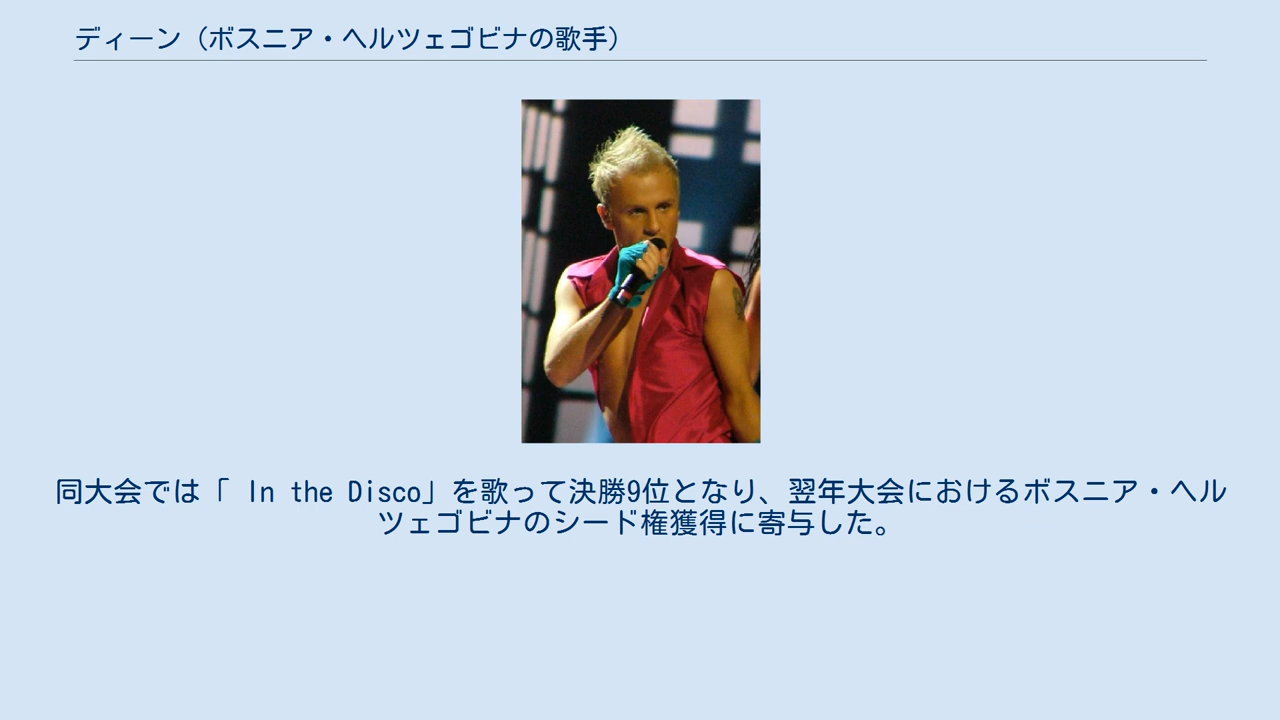 ディーン（ボスニア・ヘルツェゴビナの歌手）
同大会では「 In the Disco」を歌って決勝9位となり、翌年大会におけるボスニア・ヘル
ツェゴビナのシード権獲得に寄与した。